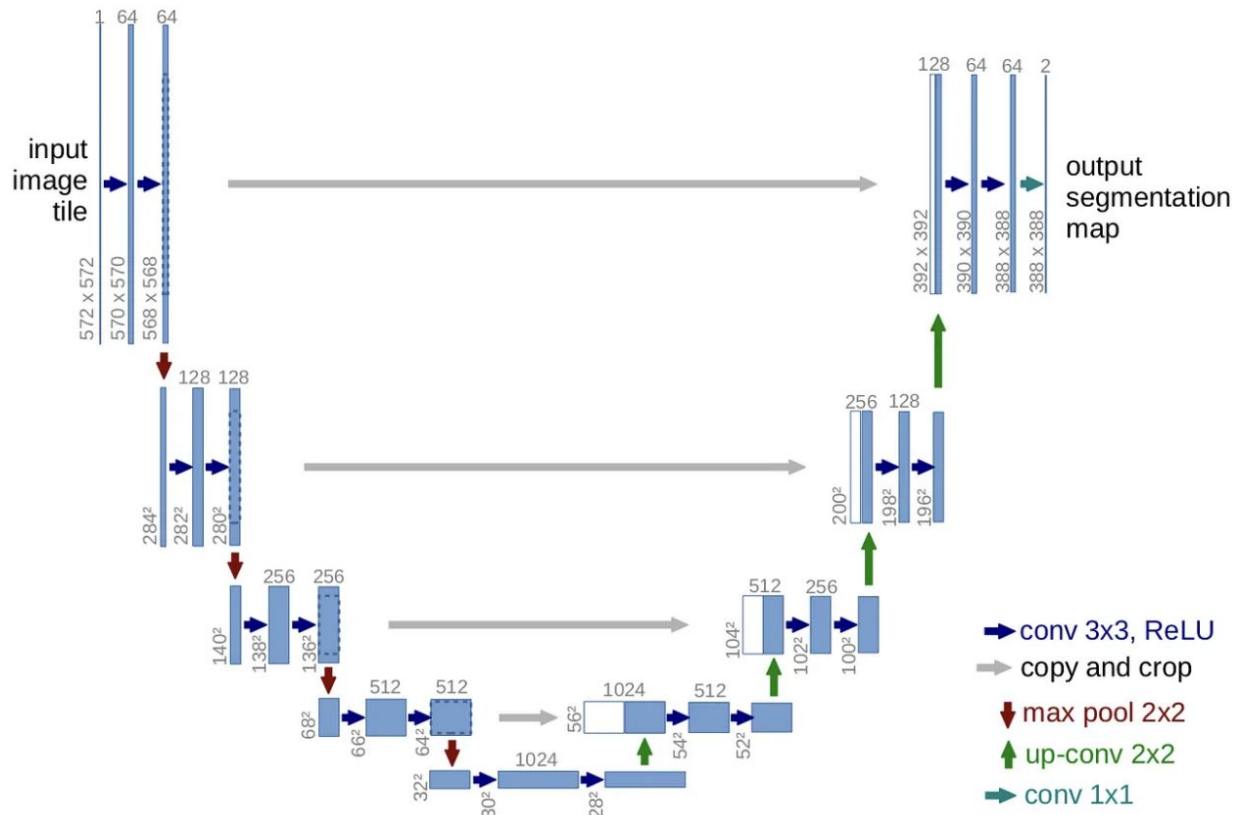 1 64 64
input
image
tile
572 x 572
570 x 570
568 x 568
128 64 64 2
output
segmentation
map
392 x 392
390 x 390
388 x 388
388 x 388
128 128
284²
282²
280²
256 128
200²
198²
196²
256 256
140²
138²
136²
512 256
104²
102²
100²
512 512
68²
66²
64²
1024 512
56²
54²
52²
1024
32²
30²
28²
conv 3x3, ReLU
copy and crop
max pool 2x2
up-conv 2x2
conv 1x1